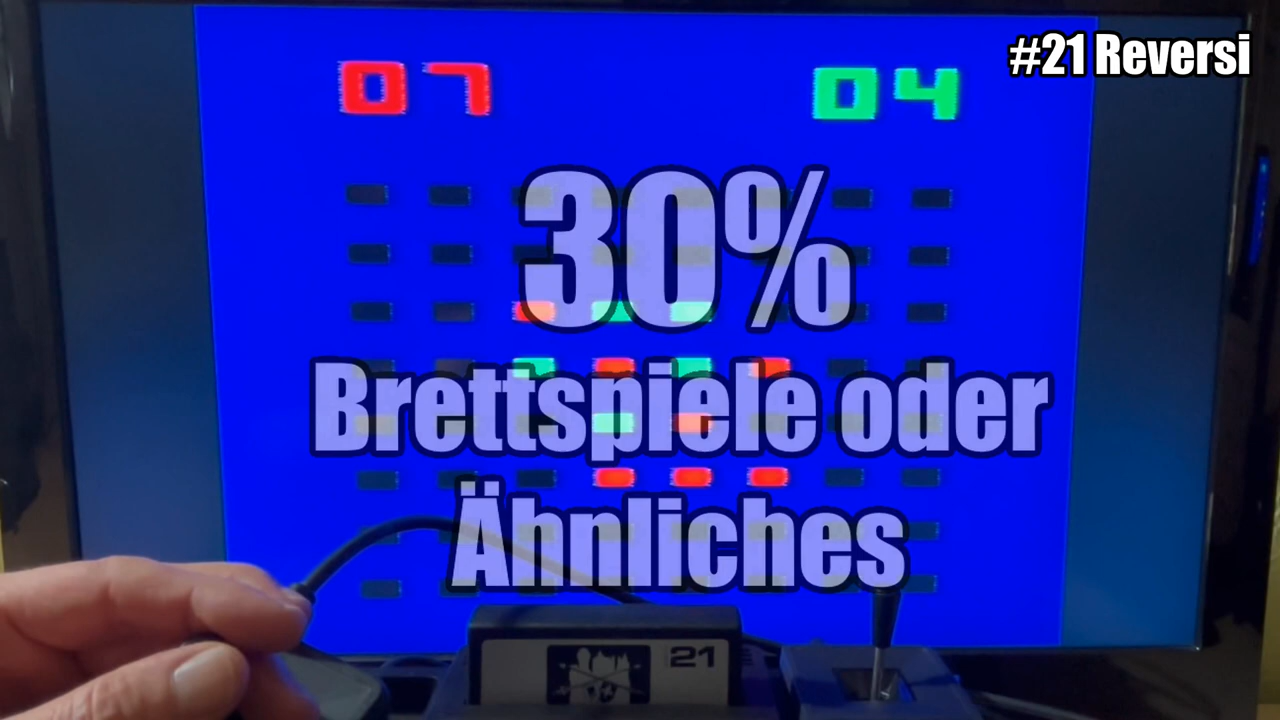 #21 Reversi
07 04
30%
Brettspiele oder
Ähnliches
21